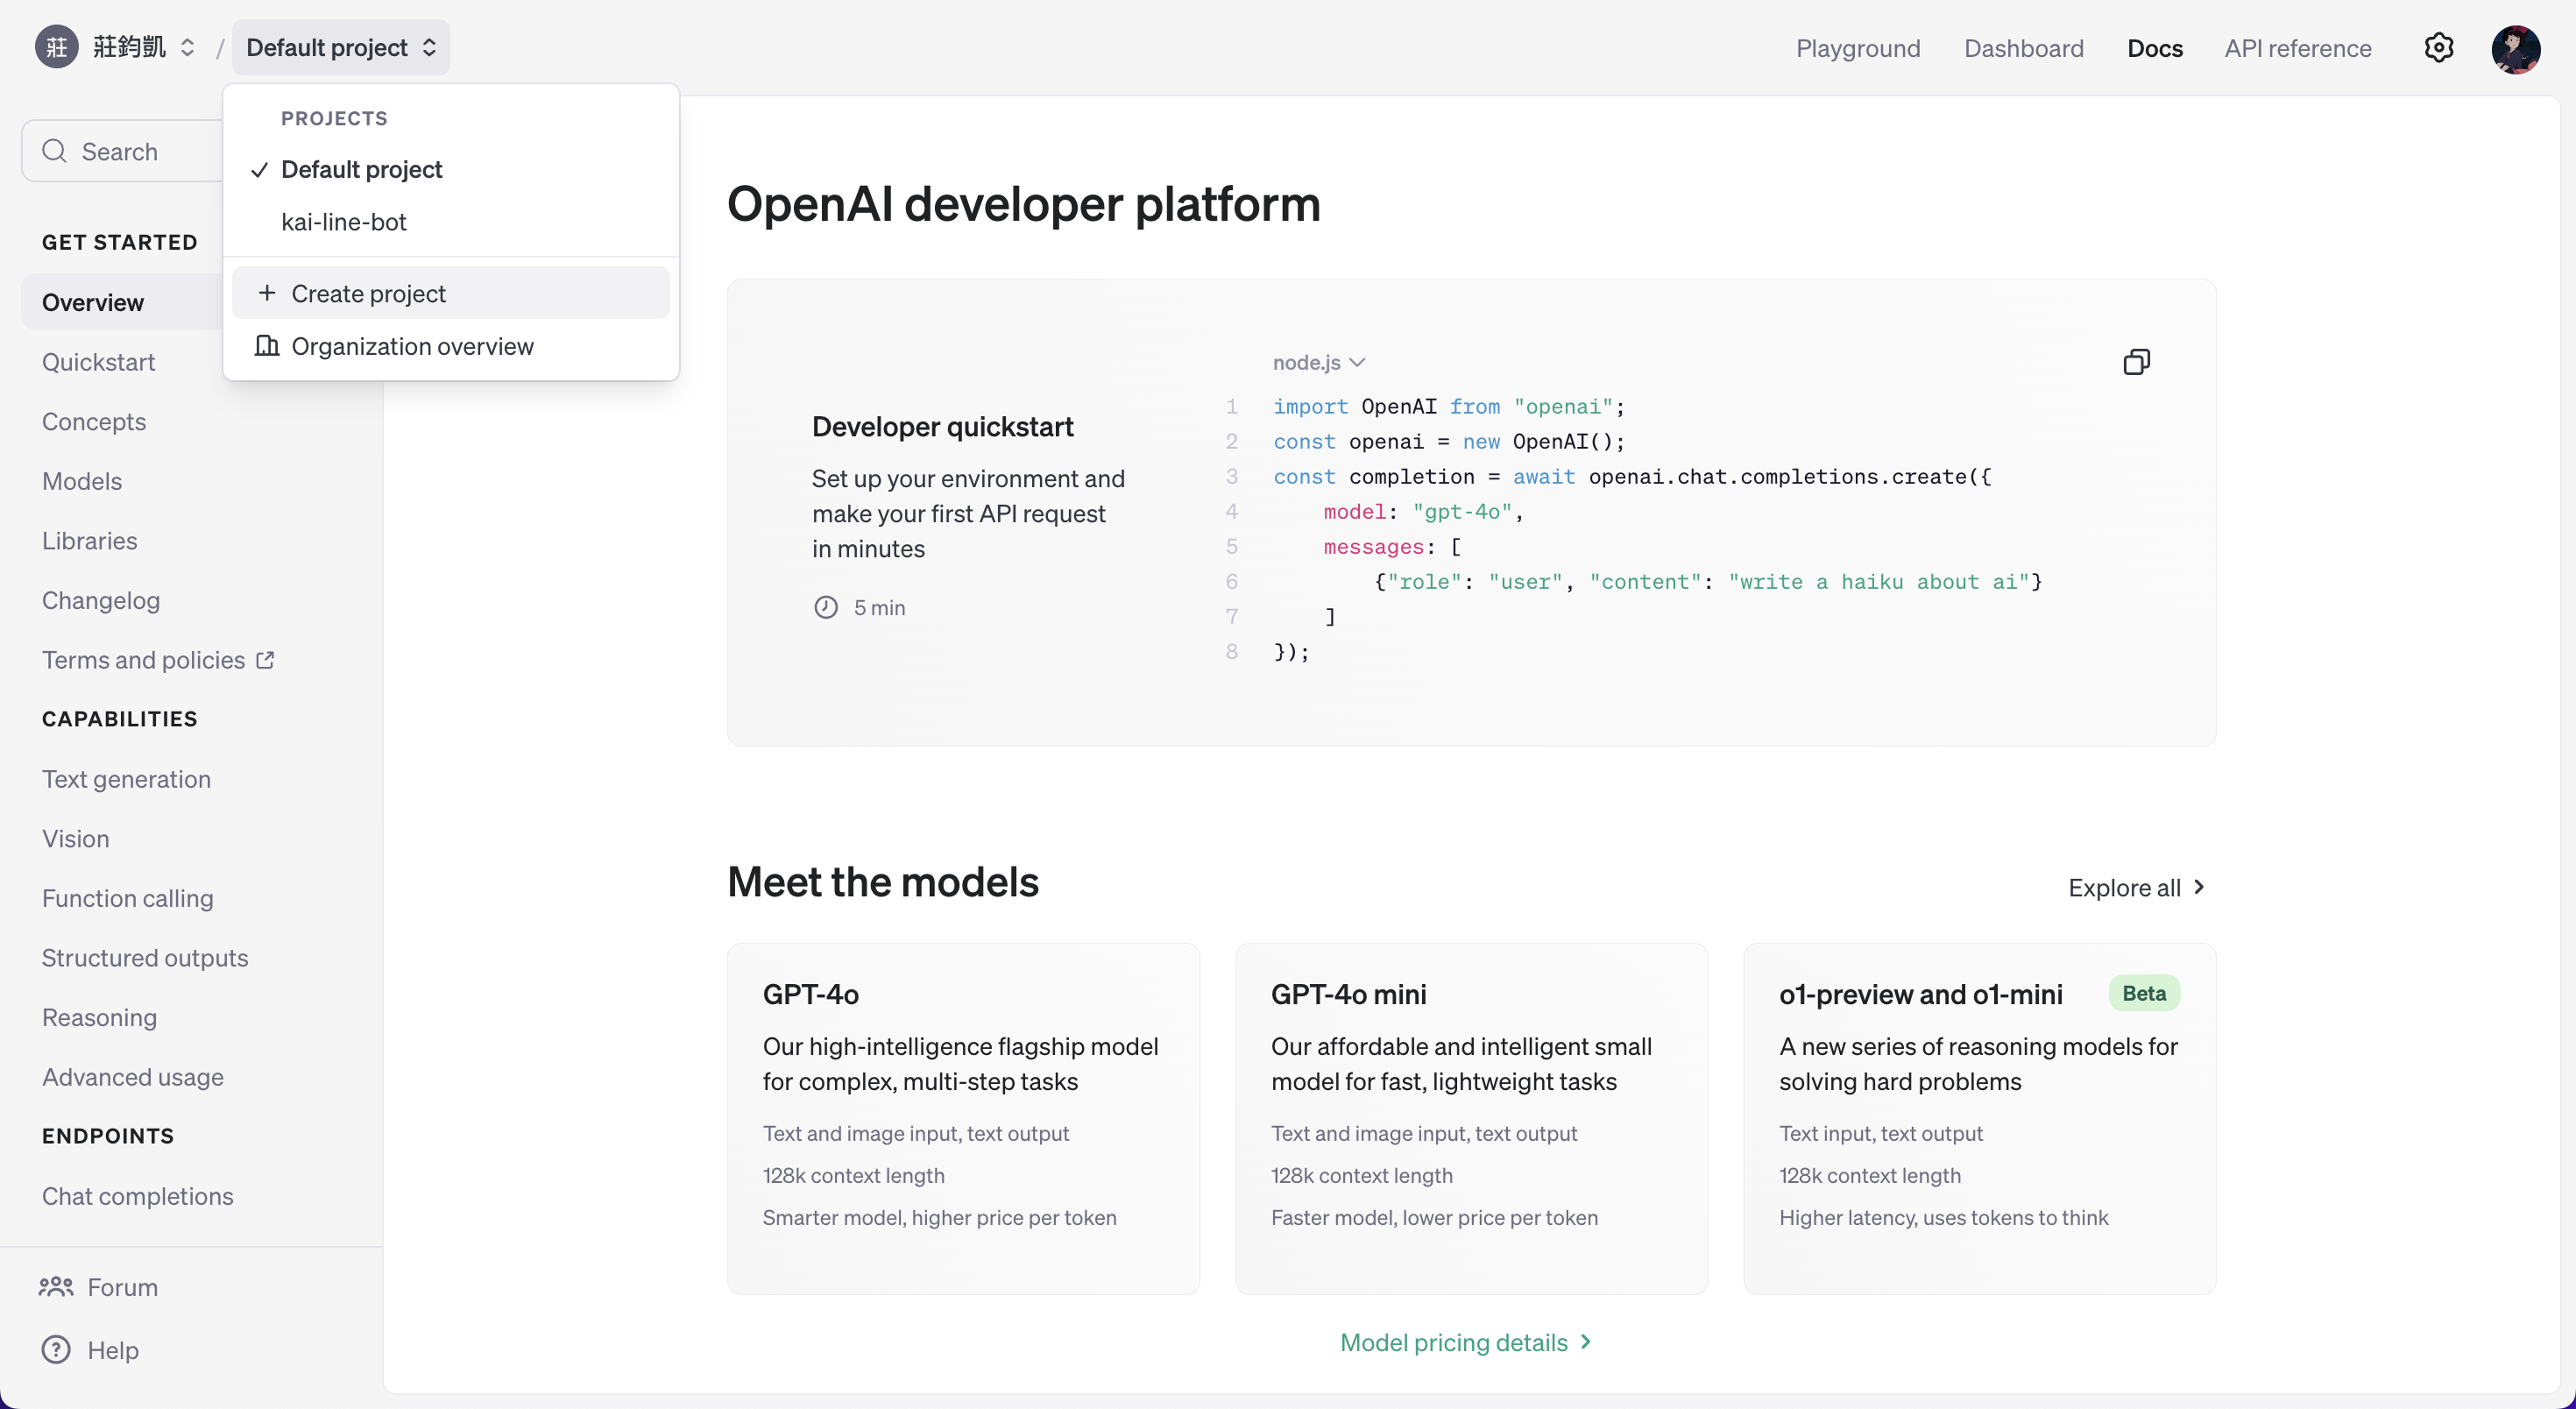 莊 莊鈞凱 / Default project
Playground Dashboard Docs API reference
PROJECTS
Default project
kai-line-bot
Create project
Organization overview
Search
GET STARTED
Overview
Quickstart
Concepts
Models
Libraries
Changelog
Terms and policies
CAPABILITIES
Text generation
Vision
Function calling
Structured outputs
Reasoning
Advanced usage
ENDPOINTS
Chat completions
Forum
Help
OpenAI developer platform
Developer quickstart
Set up your environment and
make your first API request
in minutes
5 min
node.js
1 import OpenAI from "openai";
2 const openai = new OpenAI();
3 const completion = await openai.chat.completions.create({
4     model: "gpt-4o",
5     messages: [
6         {"role": "user", "content": "write a haiku about ai"}
7     ]
8 });
Meet the models
Explore all
GPT-4o
Our high-intelligence flagship model
for complex, multi-step tasks
Text and image input, text output
128k context length
Smarter model, higher price per token
GPT-4o mini
Our affordable and intelligent small
model for fast, lightweight tasks
Text and image input, text output
128k context length
Faster model, lower price per token
o1-preview and o1-mini Beta
A new series of reasoning models for
solving hard problems
Text input, text output
128k context length
Higher latency, uses tokens to think
Model pricing details